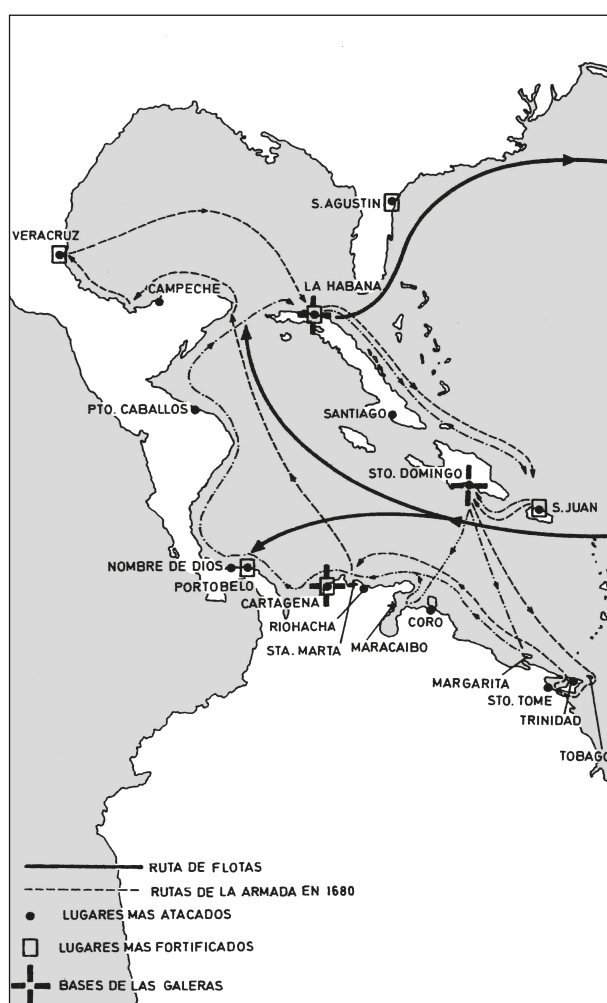 S. AGUSTIN
VERACRUZ
LA HABANA
CAMPECHE
PTO. CABALLOS
SANTIAGO
STO. DOMINGO
S. JUAN
NOMBRE DE DIOS
PORTOBELO
CARTAGENA
RIOHACHA
STA. MARTA
MARACAIBO
CORO
MARGARITA
STO. TOME
TRINIDAD
TOBAGO
RUTA DE FLOTAS
RUTAS DE LA ARMADA EN 1680
LUGARES MAS ATACADOS
LUGARES MAS FORTIFICADOS
BASES DE LAS GALERAS